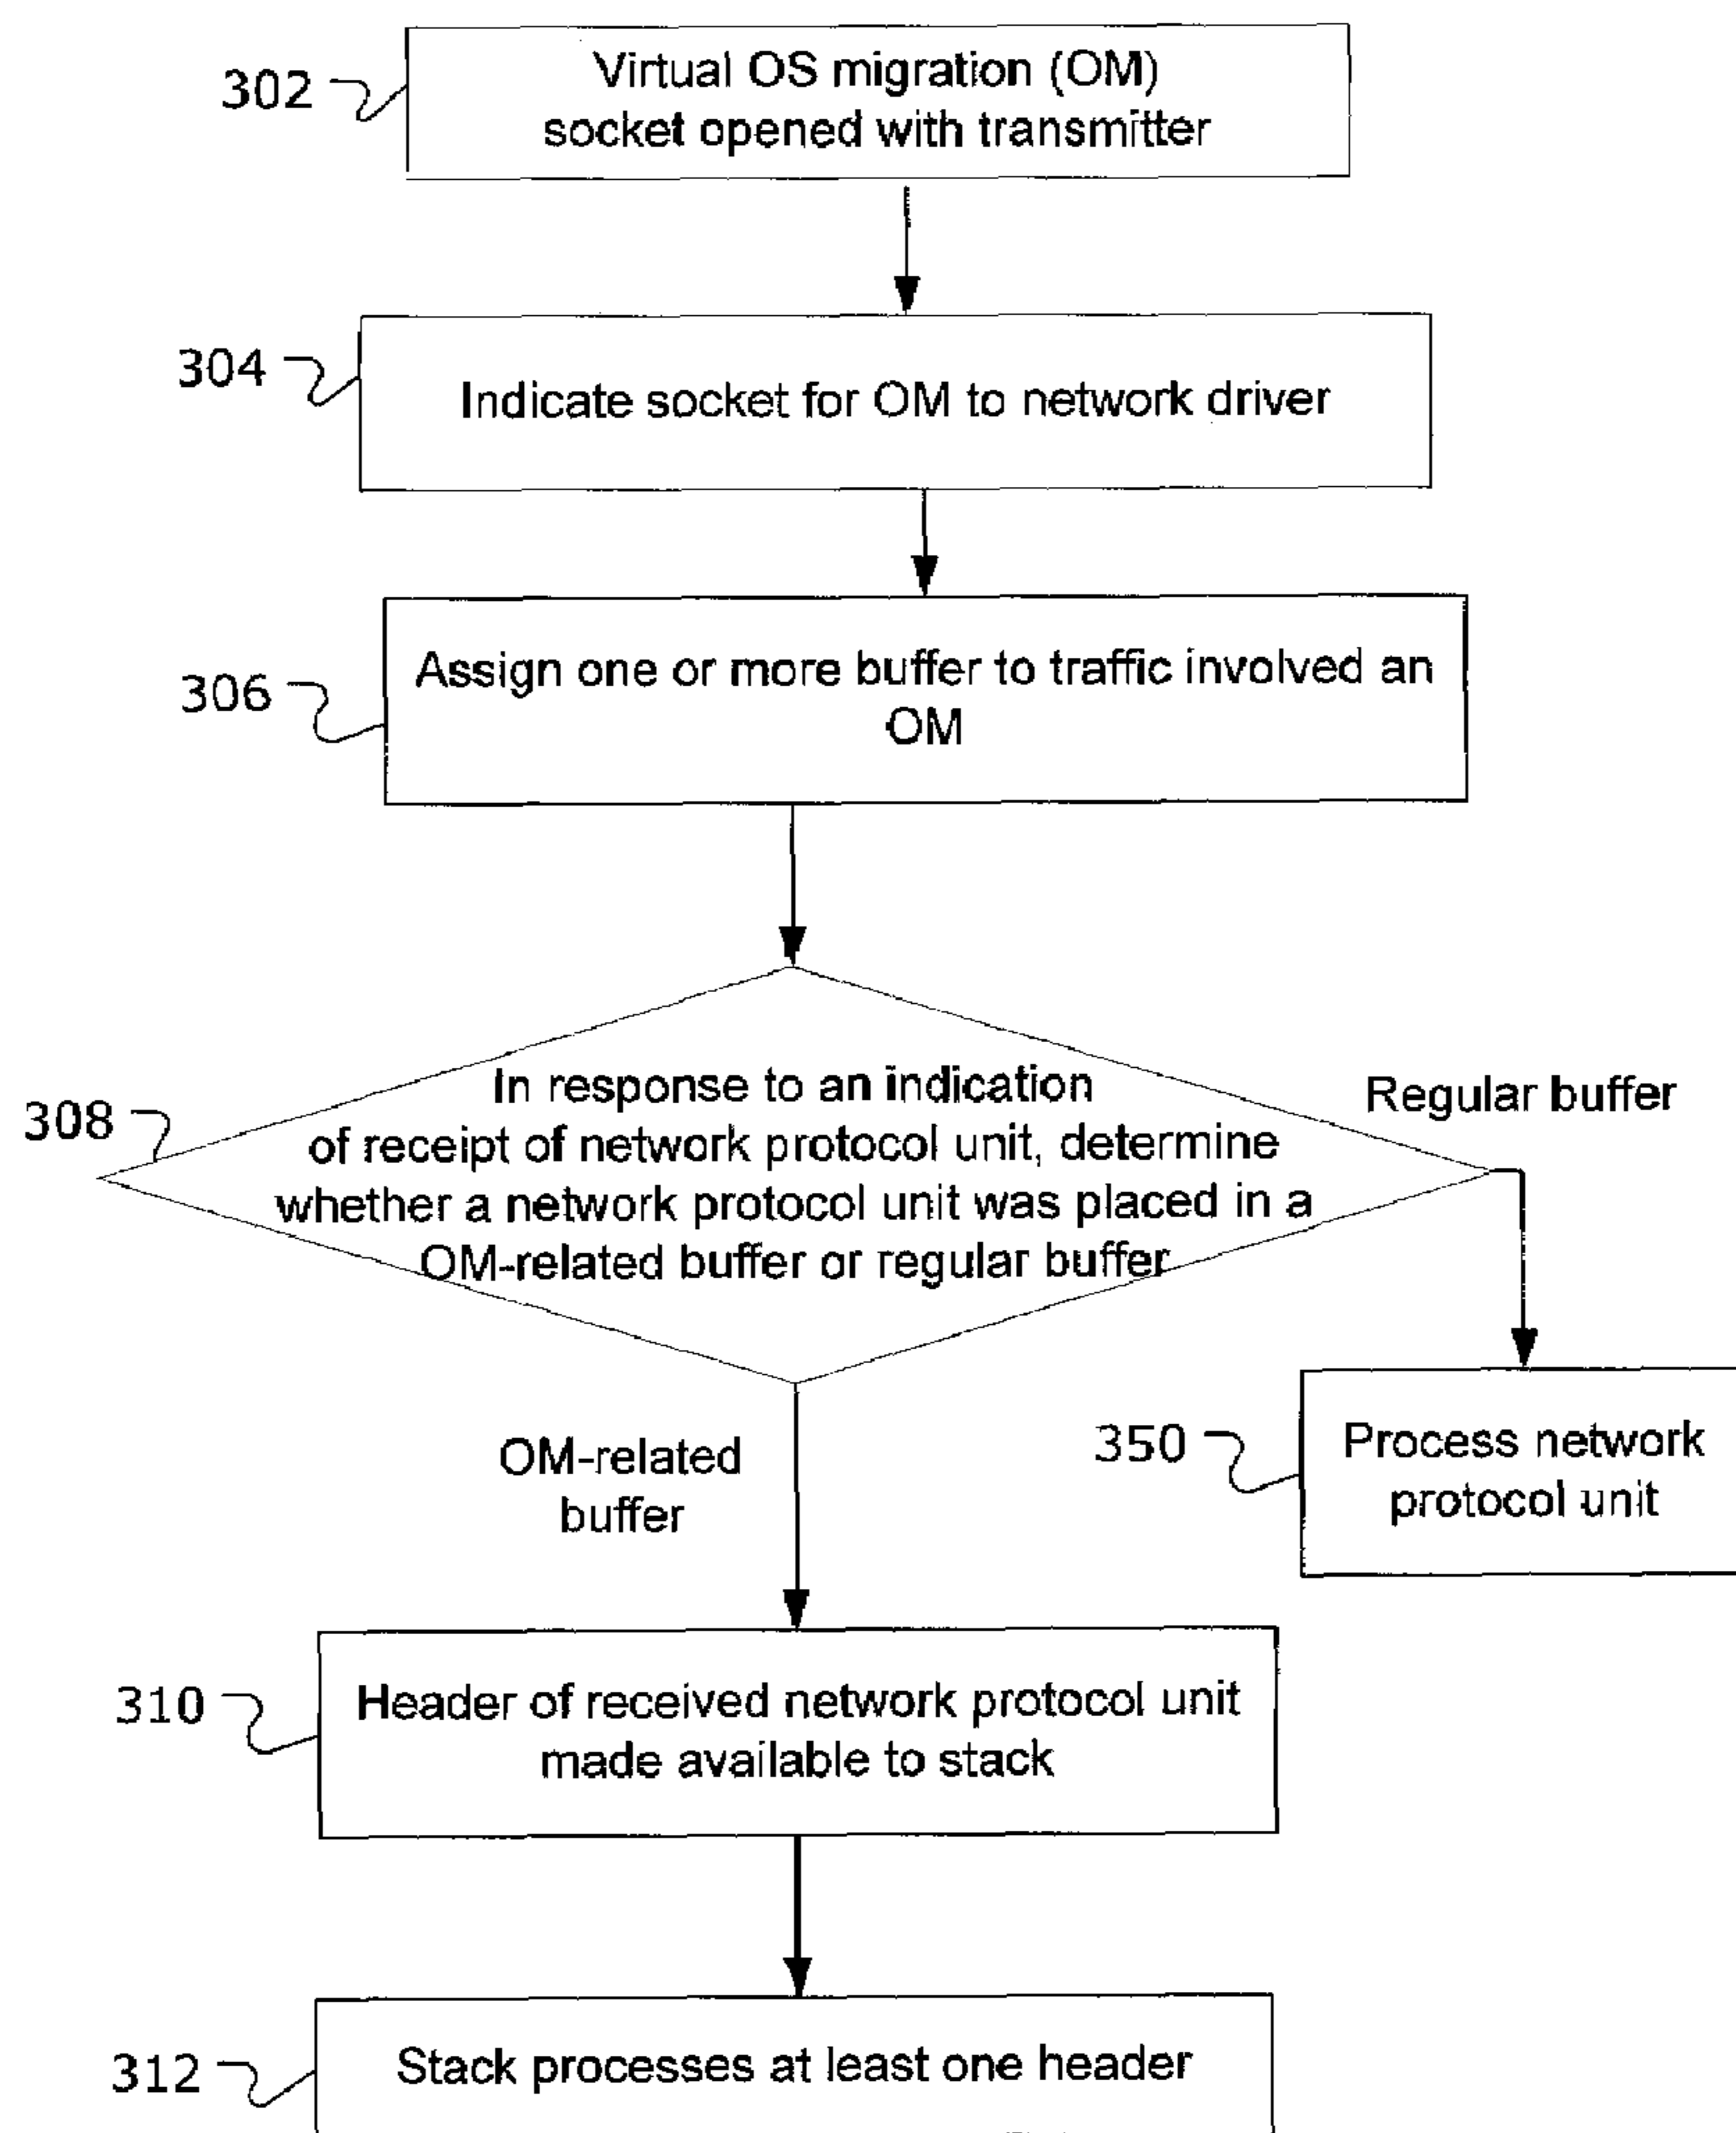 302
Virtual OS migration (OM)
socket opened with transmitter
304
Indicate socket for OM to network driver
306
Assign one or more buffer to traffic involved an
OM
308
In response to an indication
of receipt of network protocol unit, determine
whether a network protocol unit was placed in a
OM-related buffer or regular buffer
Regular buffer
350
Process network
protocol unit
OM-related
buffer
310
Header of received network protocol unit
made available to stack
312
Stack processes at least one header